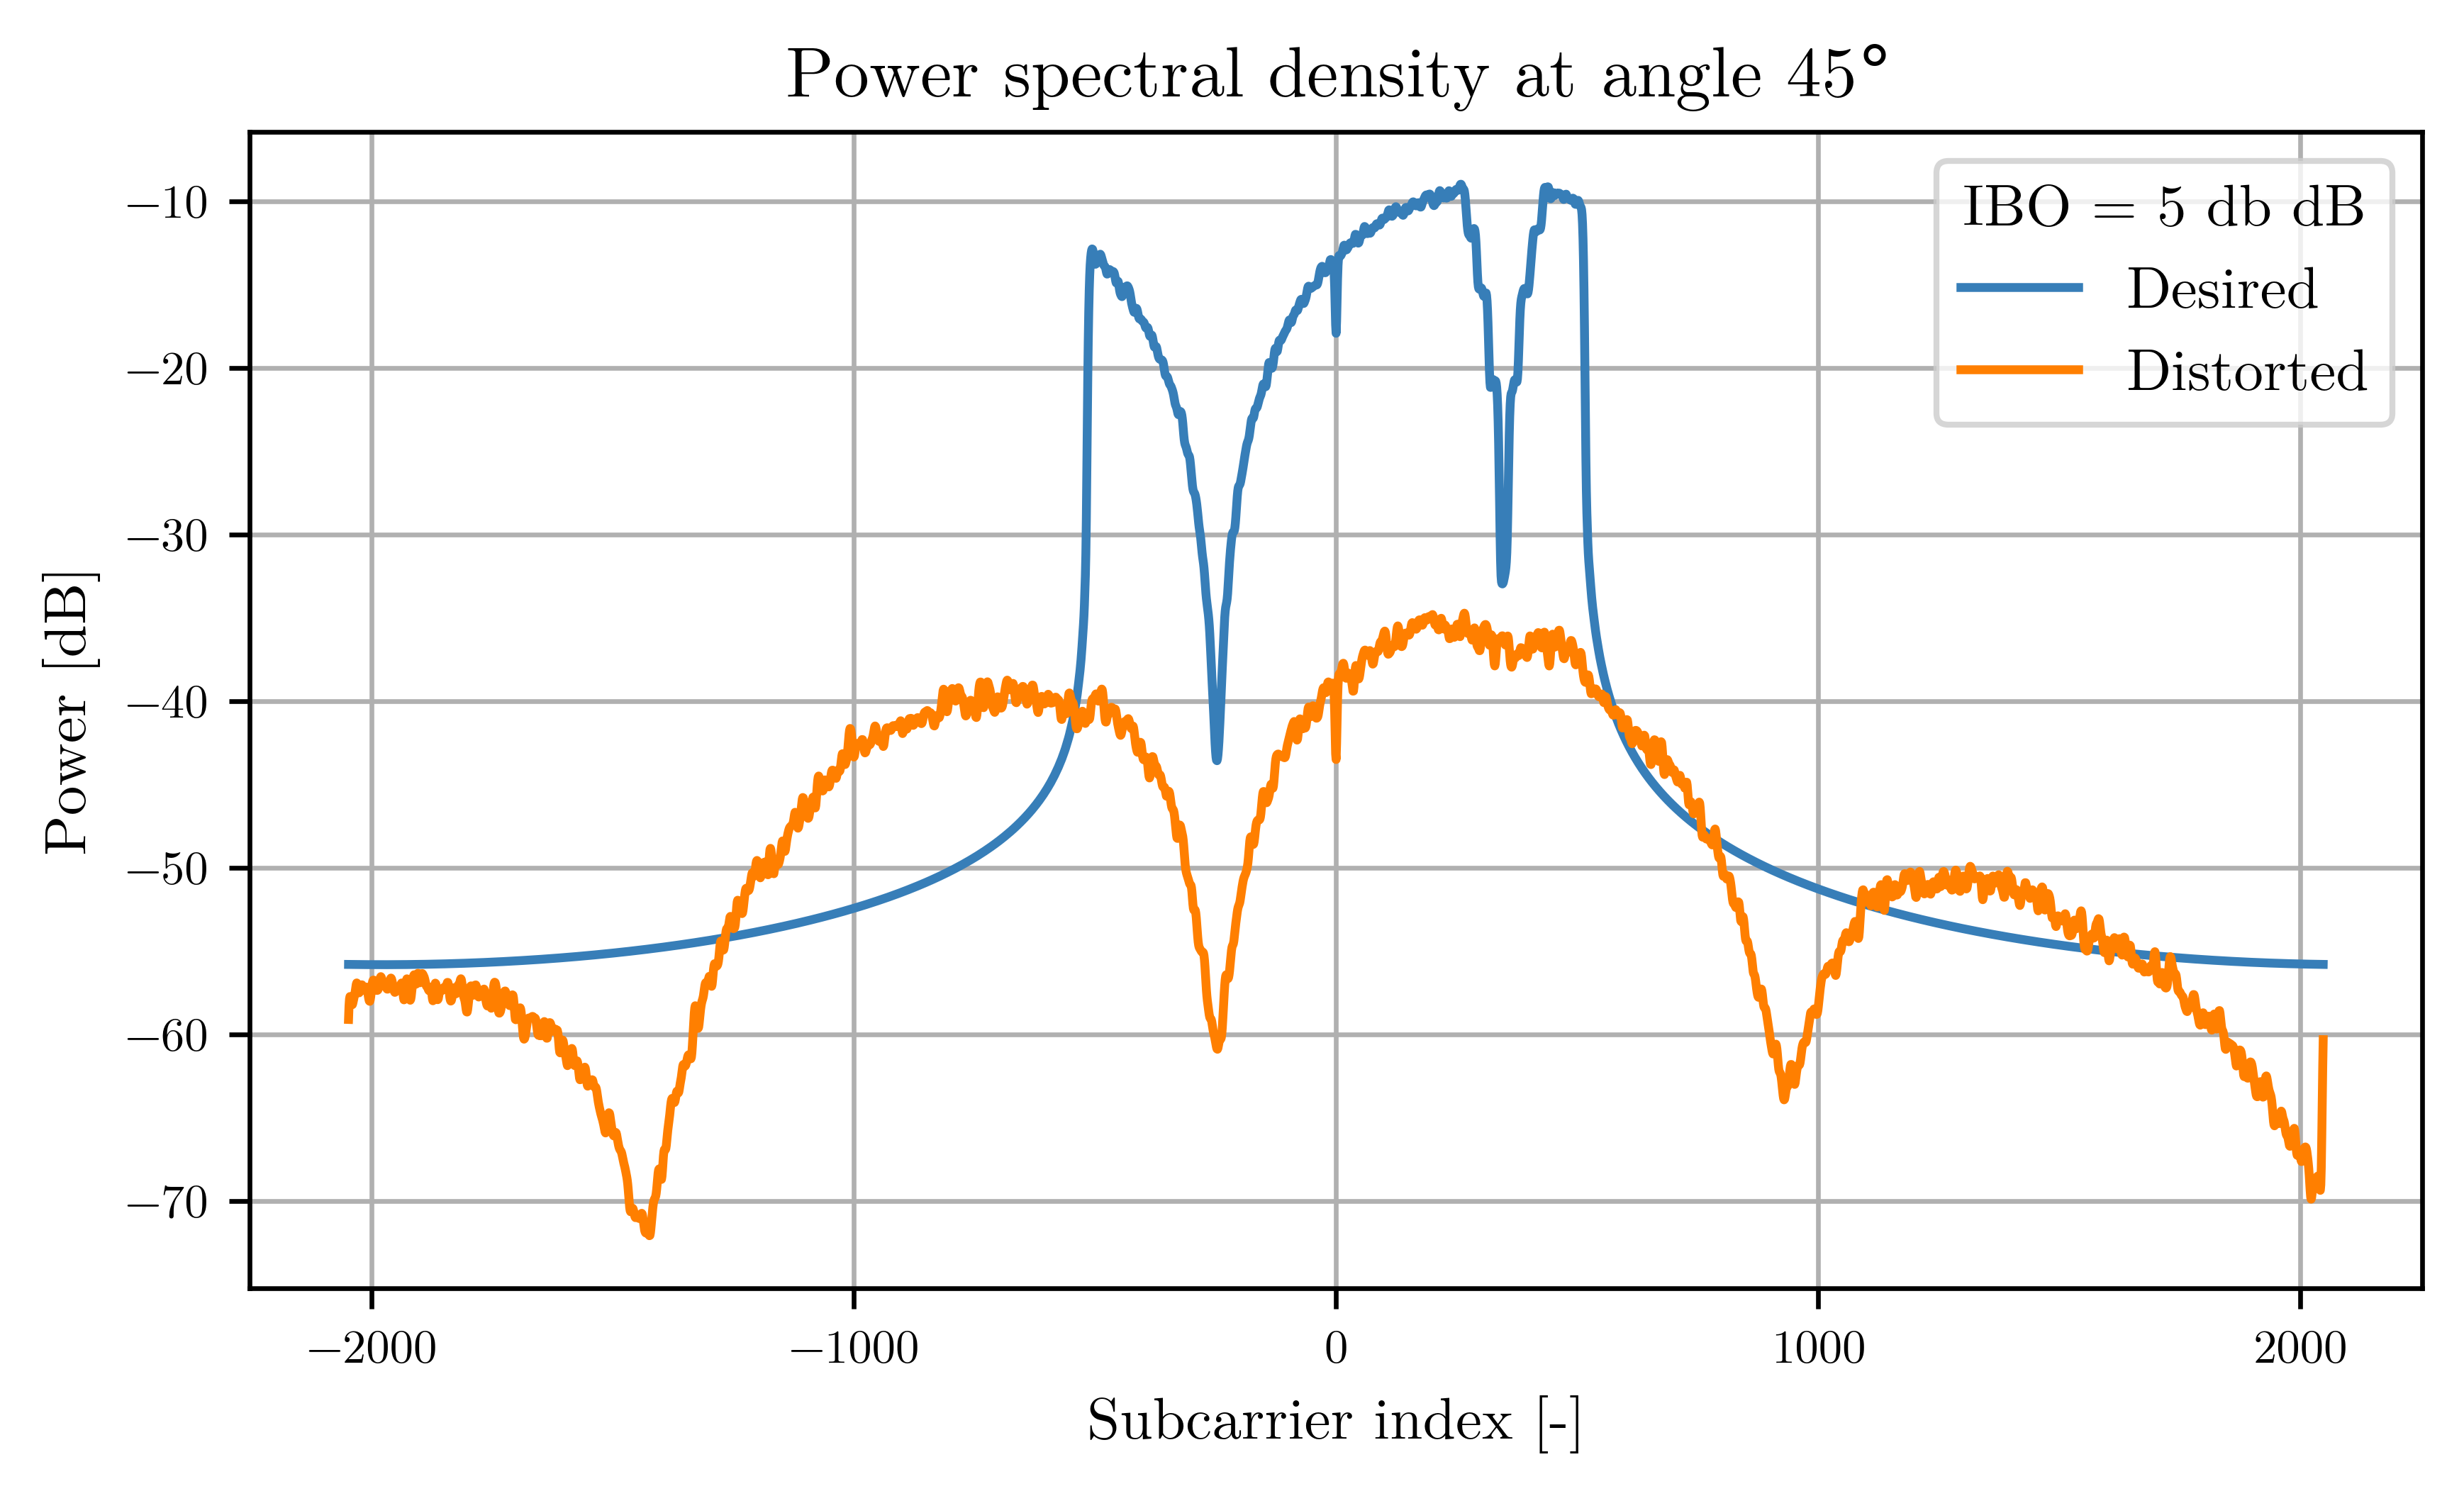 Power spectral density at angle 45°
IBO = 5 db dB
Desired
Distorted
Power [dB]
−10
−20
−30
−40
−50
−60
−70
−2000
−1000
0
1000
2000
Subcarrier index [-]